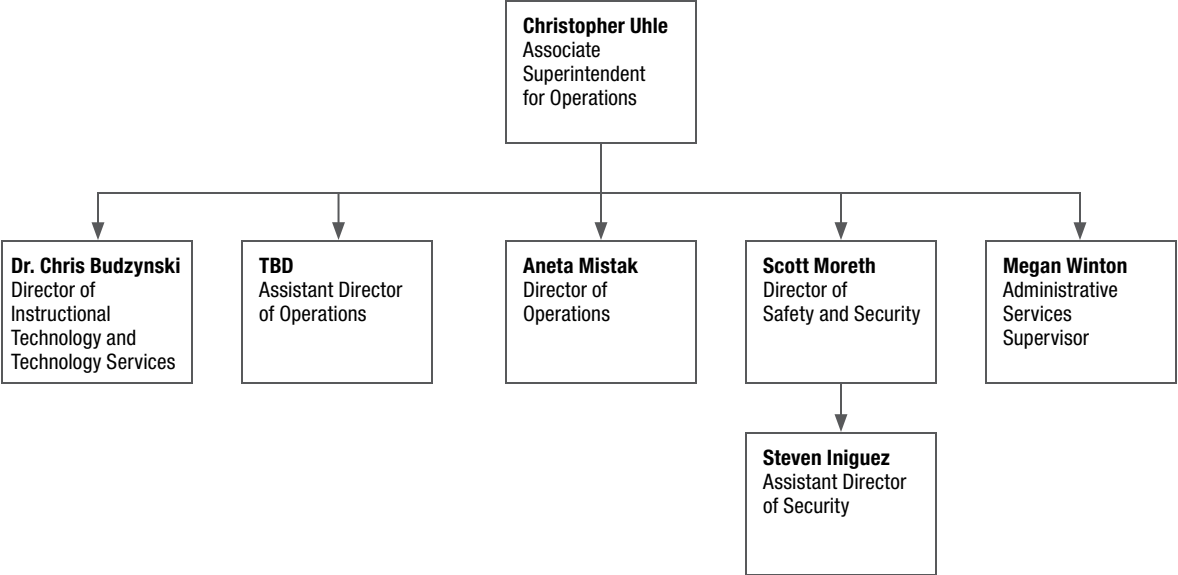 Christopher Uhle
Associate
Superintendent
for Operations
Dr. Chris Budzynski
Director of
Instructional
Technology and
Technology Services
TBD
Assistant Director
of Operations
Aneta Mistak
Director of
Operations
Scott Moreth
Director of
Safety and Security
Megan Winton
Administrative
Services
Supervisor
Steven Iniguez
Assistant Director
of Security